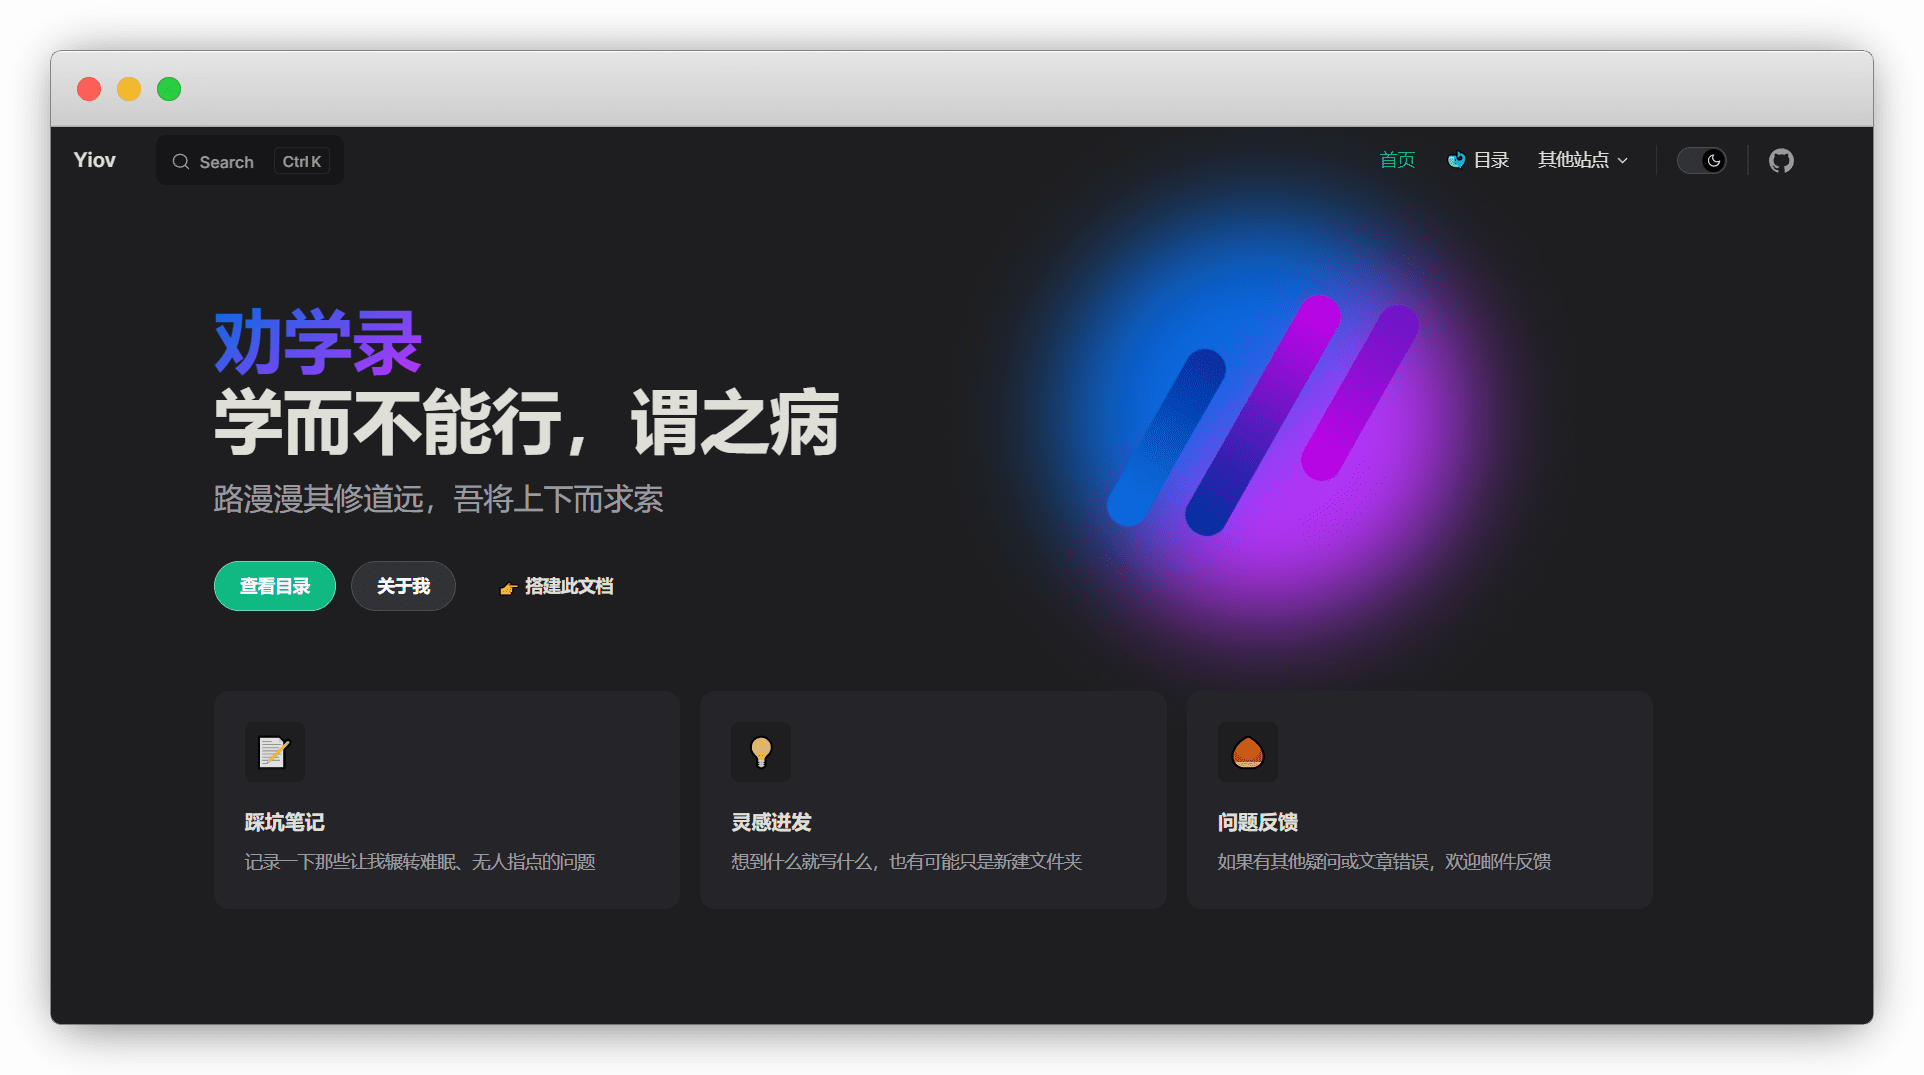 Yiov
Search Ctrl K
首页 目录 其他站点
劝学录
学而不能行，谓之病
路漫漫其修道远，吾将上下而求索
查看目录 关于我 👉 搭建此文档
踩坑笔记
记录一下那些让我辗转难眠、无人指点的问题
灵感迸发
想到什么就写什么，也有可能只是新建文件夹
问题反馈
如果有其他疑问或文章错误，欢迎邮件反馈